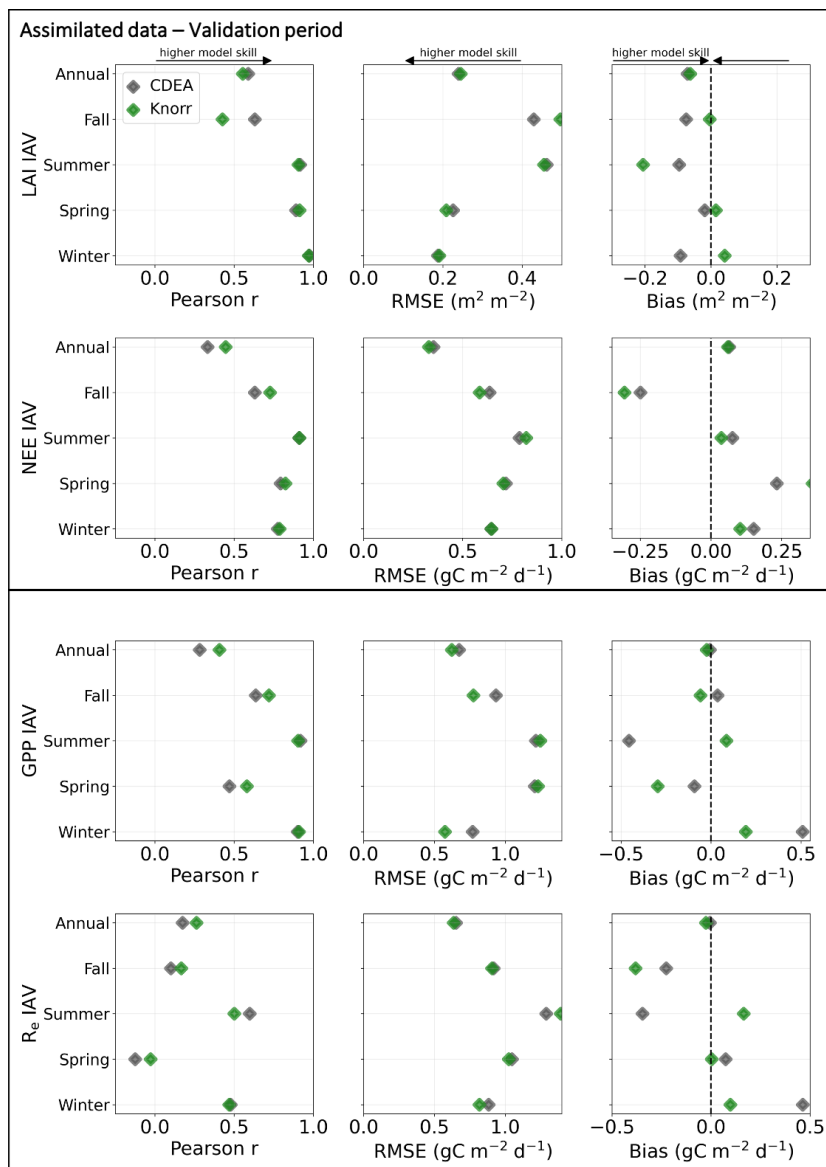 Assimilated data – Validation period
higher model skill
higher model skill
higher model skill
LAI IAV
Annual
Fall
Summer
Spring
Winter
CDEA
Knorr
0.0 0.5 1.0
Pearson r
0.0 0.2 0.4
RMSE (m² m⁻²)
−0.2 0.0 0.2
Bias (m² m⁻²)
NEE IAV
Annual
Fall
Summer
Spring
Winter
0.0 0.5 1.0
Pearson r
0.0 0.5 1.0
RMSE (gC m⁻² d⁻¹)
−0.25 0.00 0.25
Bias (gC m⁻² d⁻¹)
GPP IAV
Annual
Fall
Summer
Spring
Winter
0.0 0.5 1.0
Pearson r
0.0 0.5 1.0
RMSE (gC m⁻² d⁻¹)
−0.5 0.0 0.5
Bias (gC m⁻² d⁻¹)
Rₑ IAV
Annual
Fall
Summer
Spring
Winter
0.0 0.5 1.0
Pearson r
0.0 0.5 1.0
RMSE (gC m⁻² d⁻¹)
−0.5 0.0 0.5
Bias (gC m⁻² d⁻¹)